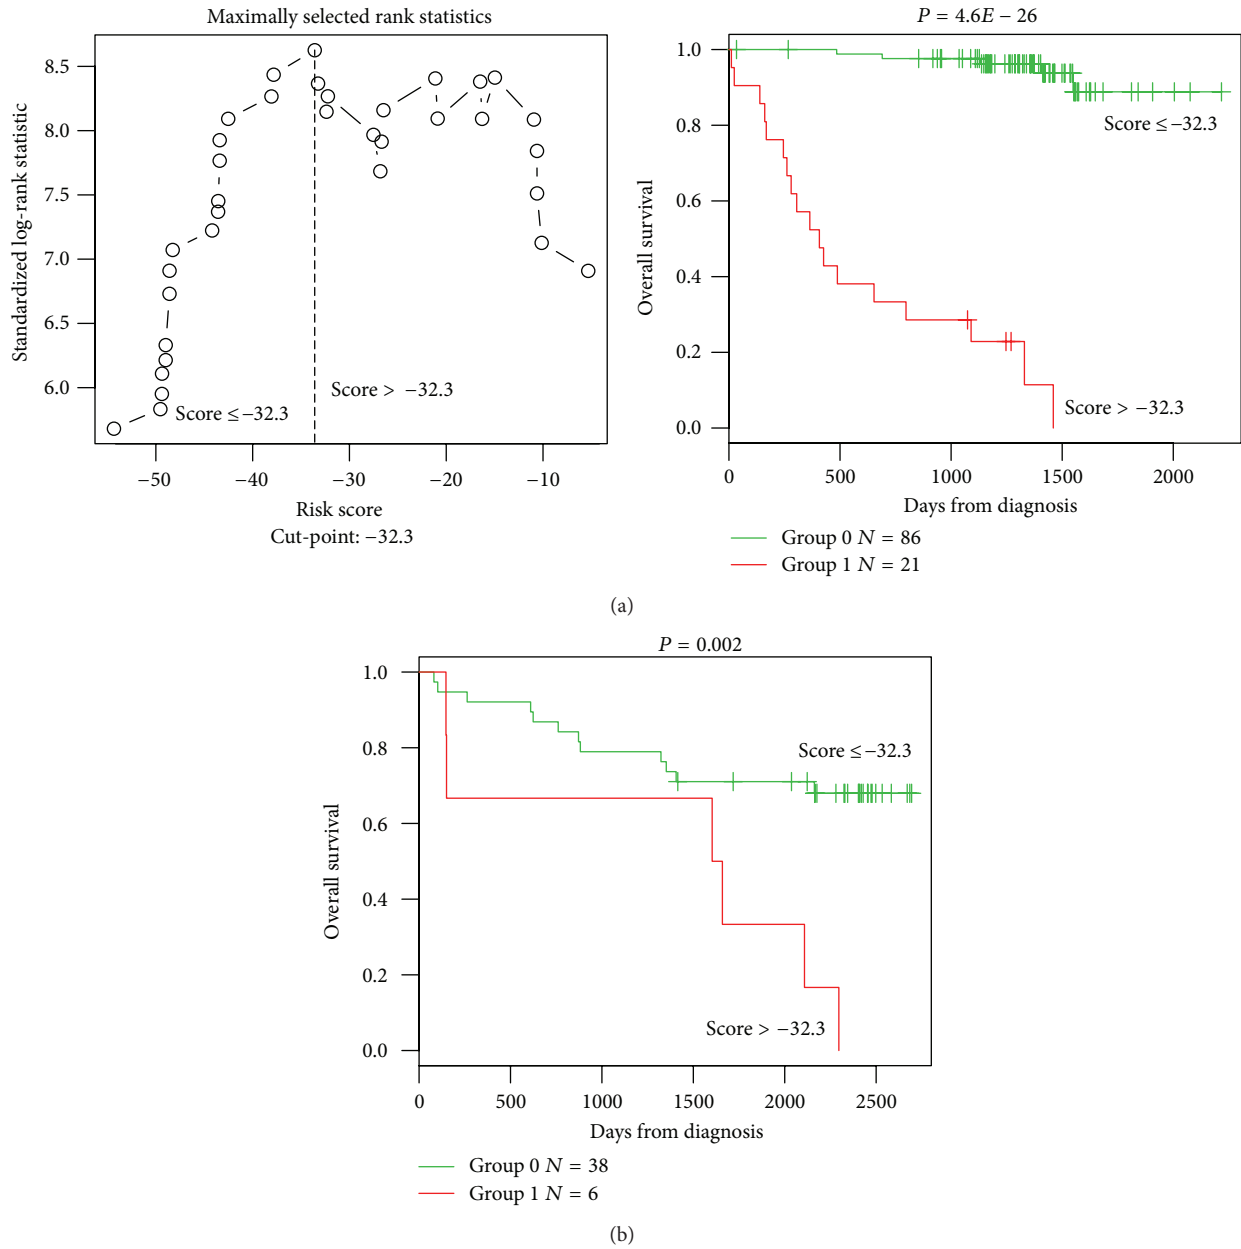 Maximally selected rank statistics
Standardized log-rank statistic
8.5
8.0
7.5
7.0
6.5
6.0
Score ≤ −32.3
Score > −32.3
−50 −40 −30 −20 −10
Risk score
Cut-point: −32.3
P = 4.6E − 26
Overall survival
1.0
0.8
0.6
0.4
0.2
0.0
Score ≤ −32.3
Score > −32.3
0 500 1000 1500 2000
Days from diagnosis
Group 0 N = 86
Group 1 N = 21
(a)
P = 0.002
Overall survival
1.0
0.8
0.6
0.4
0.2
0.0
Score ≤ −32.3
Score > −32.3
0 500 1000 1500 2000 2500
Days from diagnosis
Group 0 N = 38
Group 1 N = 6
(b)